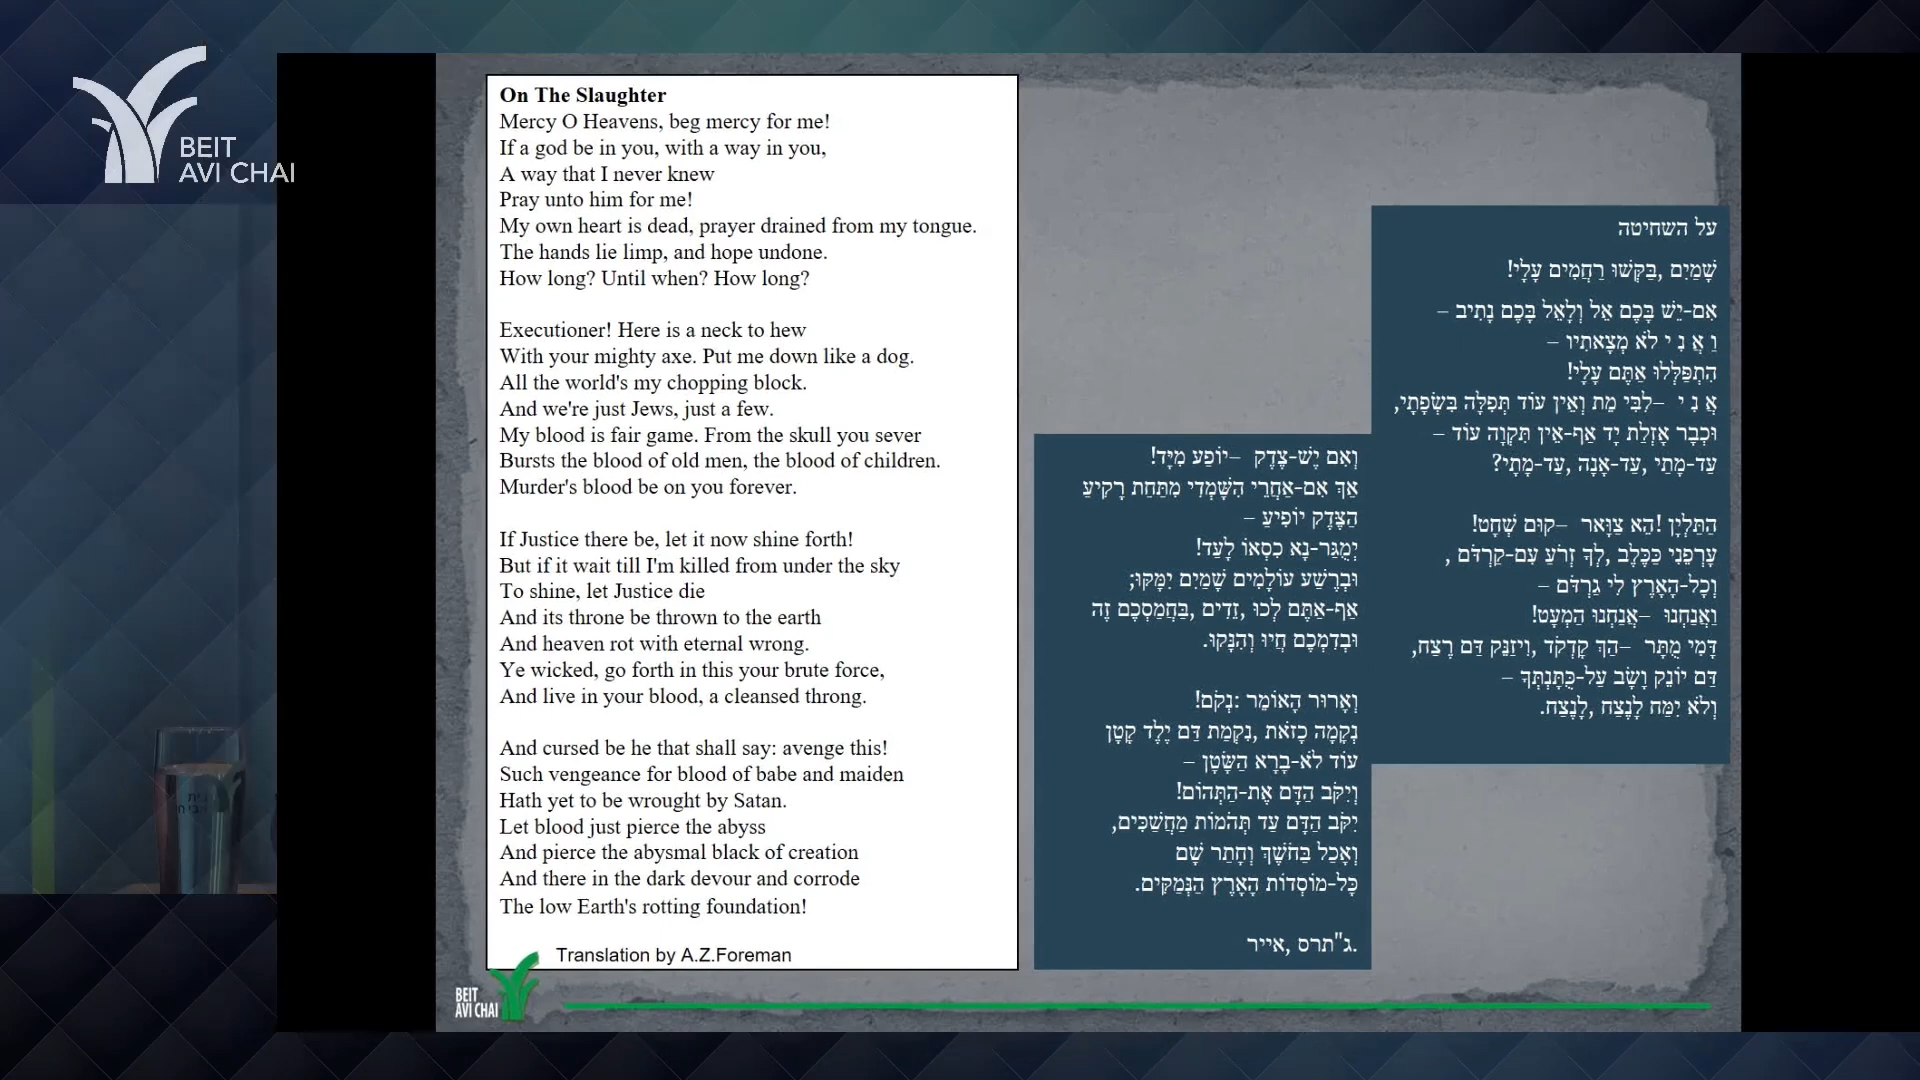 BEIT
AVI CHAI
On The Slaughter
Mercy O Heavens, beg mercy for me!
If a god be in you, with a way in you,
A way that I never knew
Pray unto him for me!
My own heart is dead, prayer drained from my tongue.
The hands lie limp, and hope undone.
How long? Until when? How long?
Executioner! Here is a neck to hew
With your mighty axe. Put me down like a dog.
All the world's my chopping block.
And we're just Jews, just a few.
My blood is fair game. From the skull you sever
Bursts the blood of old men, the blood of children.
Murder's blood be on you forever.
If Justice there be, let it now shine forth!
But if it wait till I'm killed from under the sky
To shine, let Justice die
And its throne be thrown to the earth
And heaven rot with eternal wrong.
Ye wicked, go forth in this your brute force,
And live in your blood, a cleansed throng.
And cursed be he that shall say: avenge this!
Such vengeance for blood of babe and maiden
Hath yet to be wrought by Satan.
Let blood just pierce the abyss
And pierce the abysmal black of creation
And there in the dark devour and corrode
The low Earth's rotting foundation!
Translation by A.Z.Foreman
על השחיטה
שָׁמַיִם ,בַּקְּשׁוּ רַחֲמִים עָלָי!
אִם-יֵשׁ בָּכֶם אֵל וְלָאֵל בָּכֶם נָתִיב –
וַ אֲ נִ י לֹא מְצָאתִיו –
הִתְפַּלְּלוּ אַתֶּם עָלָי!
אֲ נִ י –לִבִּי מֵת וְאֵין עוֹד תְּפִלָּה בִּשְׂפָתָי,
וּכְבָר אָזְלַת יָד אַף-אֵין תִּקְוָה עוֹד –
עַד-מָתַי ,עַד-אָנָה ,עַד-מָתָי?
הַתַּלְיָן !הֵא צַוָּאר –קוּם שְׁחָט!
עָרְפֵנִי כַּכֶּלֶב ,לְךָ זְרֹעַ עִם-קַרְדֹּם ,
וְכָל-הָאָרֶץ לִי גַרְדֹּם –
וַאֲנַחְנוּ –אֲנַחְנוּ הַמְעָט!
דָּמִי מֻתָּר –הַךְ קָדְקֹד ,וִיזַנֵּק דַּם רֶצַח,
דַּם יוֹנֵק וָשָׂב עַל-כֻּתָּנְתְּךָ –
וְלֹא יִמַּח לָנֶצַח ,לָנֶצַח.
וְאִם יֶשׁ-צֶדֶק –יוֹפַע מִיָּד!
אַךְ אִם-אַחֲרֵי הִשָּׁמְדִי מִתַּחַת רָקִיעַ
הַצֶּדֶק יוֹפִיעַ –
יְמֻגַּר-נָא כִסְאוֹ לָעַד!
וּבְרֶשַׁע עוֹלָמִים שָׁמַיִם יִמָּקּוּ;
אַף-אַתֶּם לְכוּ ,זֵדִים ,בַּחֲמַסְכֶם זֶה
וּבְדִמְכֶם חֲיוּ וְהִנָּקוּ.
וְאָרוּר הָאוֹמֵר :נְקֹם!
נְקָמָה כָזֹאת ,נִקְמַת דַּם יֶלֶד קָטָן
עוֹד לֹא-בָרָא הַשָּׂטָן –
וְיִקֹּב הַדָּם אֶת-הַתְּהוֹם!
יִקֹּב הַדָּם עַד תְּהֹמוֹת מַחֲשַׁכִּים,
וְאָכַל בַּחֹשֶׁךְ וְחָתַר שָׁם
כָּל-מוֹסְדוֹת הָאָרֶץ הַנְּמַקִּים.
.ג"תרס ,אייר
BEIT
AVI CHAI